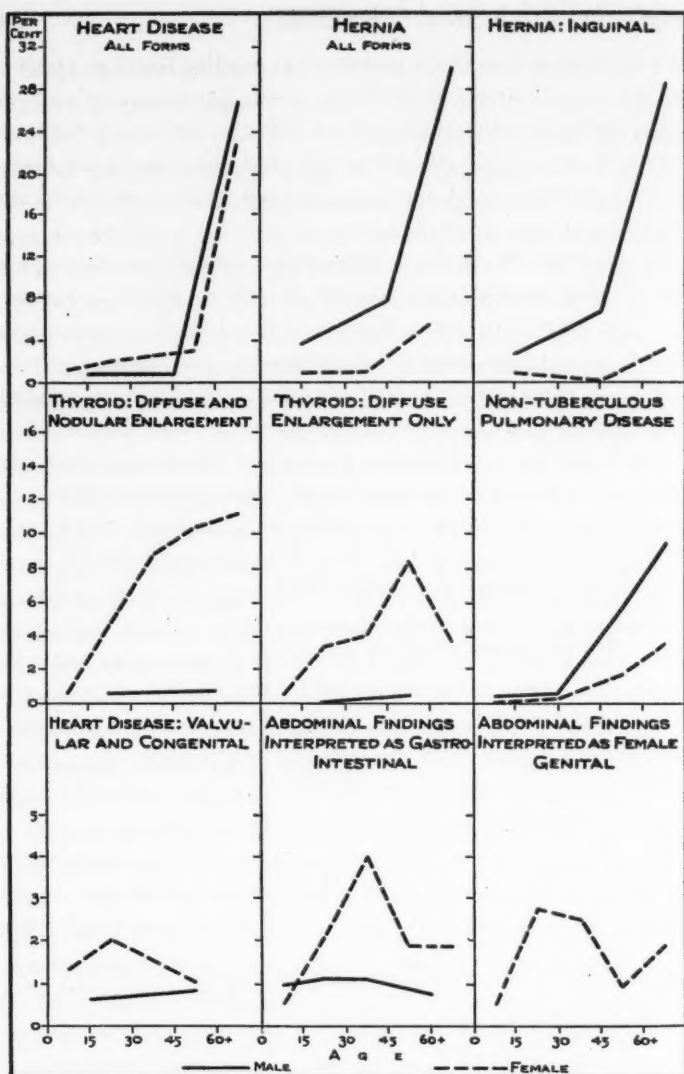 PER CENT
HEART DISEASE
ALL FORMS
HERNIA
ALL FORMS
HERNIA: INGUINAL
32
28
24
20
16
12
8
4
0
THYROID: DIFFUSE AND
NODULAR ENLARGEMENT
THYROID: DIFFUSE
ENLARGEMENT ONLY
NON-TUBERCULOUS
PULMONARY DISEASE
16
14
12
10
8
6
4
2
0
HEART DISEASE: VALVU-
LAR AND CONGENITAL
ABDOMINAL FINDINGS
INTERPRETED AS GASTRO-
INTESTINAL
ABDOMINAL FINDINGS
INTERPRETED AS FEMALE
GENITAL
5
4
3
2
1
0
0 15 30 45 60+ 0 15 30 45 60+ 0 15 30 45 60+
AGE
MALE FEMALE